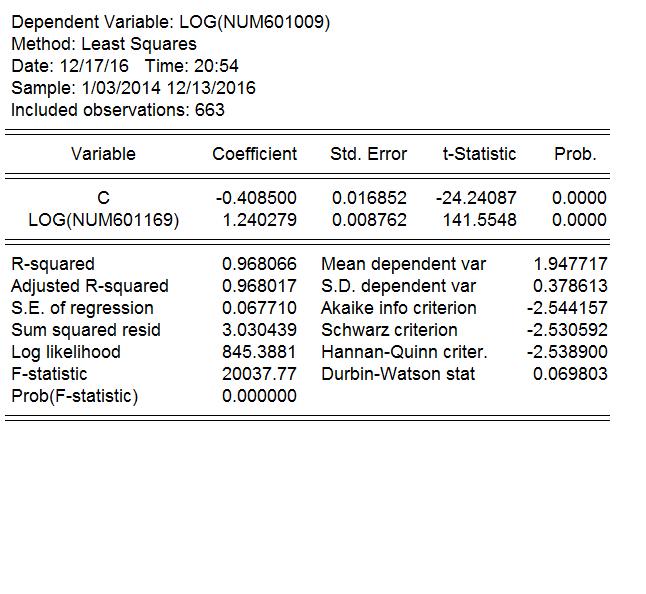 Dependent Variable: LOG(NUM601009)
Method: Least Squares
Date: 12/17/16 Time: 20:54
Sample: 1/03/2014 12/13/2016
Included observations: 663
Variable Coefficient Std. Error t-Statistic Prob.
C -0.408500 0.016852 -24.24087 0.0000
LOG(NUM601169) 1.240279 0.008762 141.5548 0.0000
R-squared 0.968066 Mean dependent var 1.947717
Adjusted R-squared 0.968017 S.D. dependent var 0.378613
S.E. of regression 0.067710 Akaike info criterion -2.544157
Sum squared resid 3.030439 Schwarz criterion -2.530592
Log likelihood 845.3881 Hannan-Quinn criter. -2.538900
F-statistic 20037.77 Durbin-Watson stat 0.069803
Prob(F-statistic) 0.000000